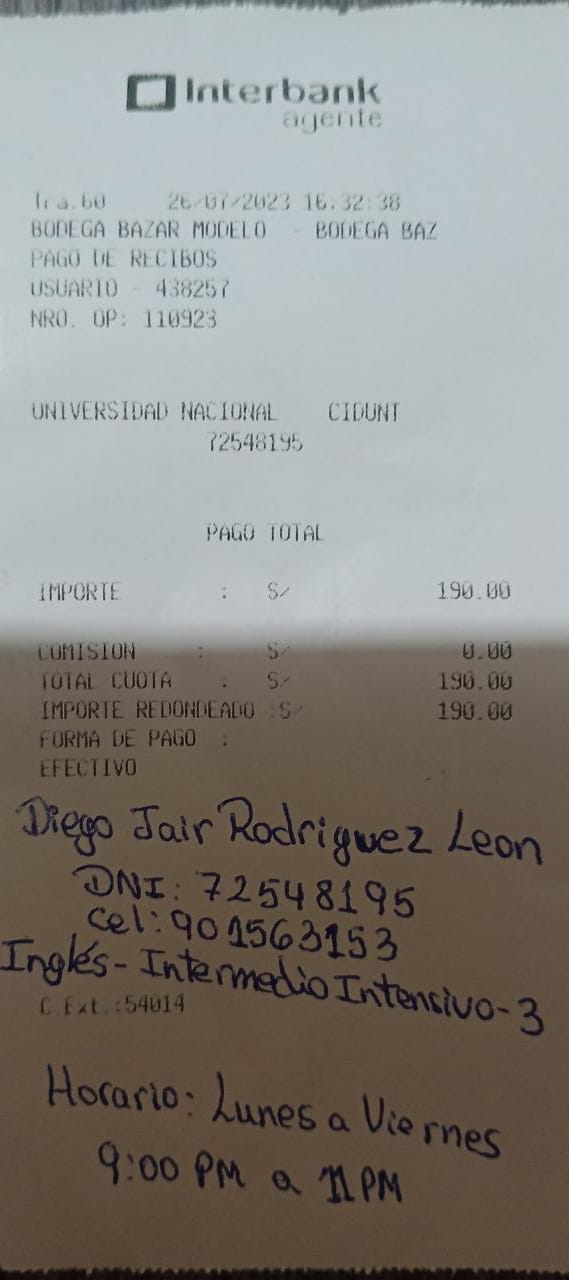 Interbank
agente
Tra.60 26/07/2023 16:32:38
BODEGA BAZAR MODELO - BODEGA BAZ
PAGO DE RECIBOS
USUARIO - 438257
NRO. OP: 110923
UNIVERSIDAD NACIONAL CIDUNT
72548195
PAGO TOTAL
IMPORTE : S/ 190.00
COMISION : S/ 0.00
TOTAL CUOTA : S/ 190.00
IMPORTE REDONDEADO :S/ 190.00
FORMA DE PAGO :
EFECTIVO
Diego Jair Rodriguez Leon
DNI: 72548195
Cel: 901563153
Inglés - Intermedio Intensivo-3
C.Ext.:54014
Horario: Lunes a Viernes
9:00 PM a 11 PM